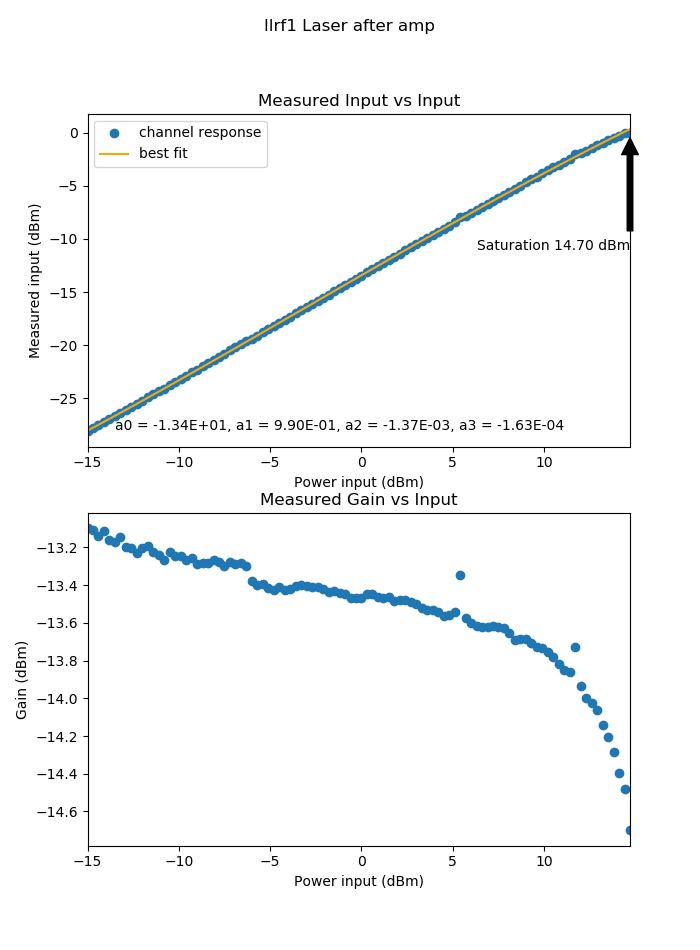 llrf1 Laser after amp
Measured Input vs Input
channel response
best fit
0
−5
−10
−15
−20
−25
Measured input (dBm)
Saturation 14.70 dBm
a0 = -1.34E+01, a1 = 9.90E-01, a2 = -1.37E-03, a3 = -1.63E-04
−15 −10 −5 0 5 10
Power input (dBm)
Measured Gain vs Input
−13.2
−13.4
−13.6
−13.8
−14.0
−14.2
−14.4
−14.6
Gain (dBm)
−15 −10 −5 0 5 10
Power input (dBm)